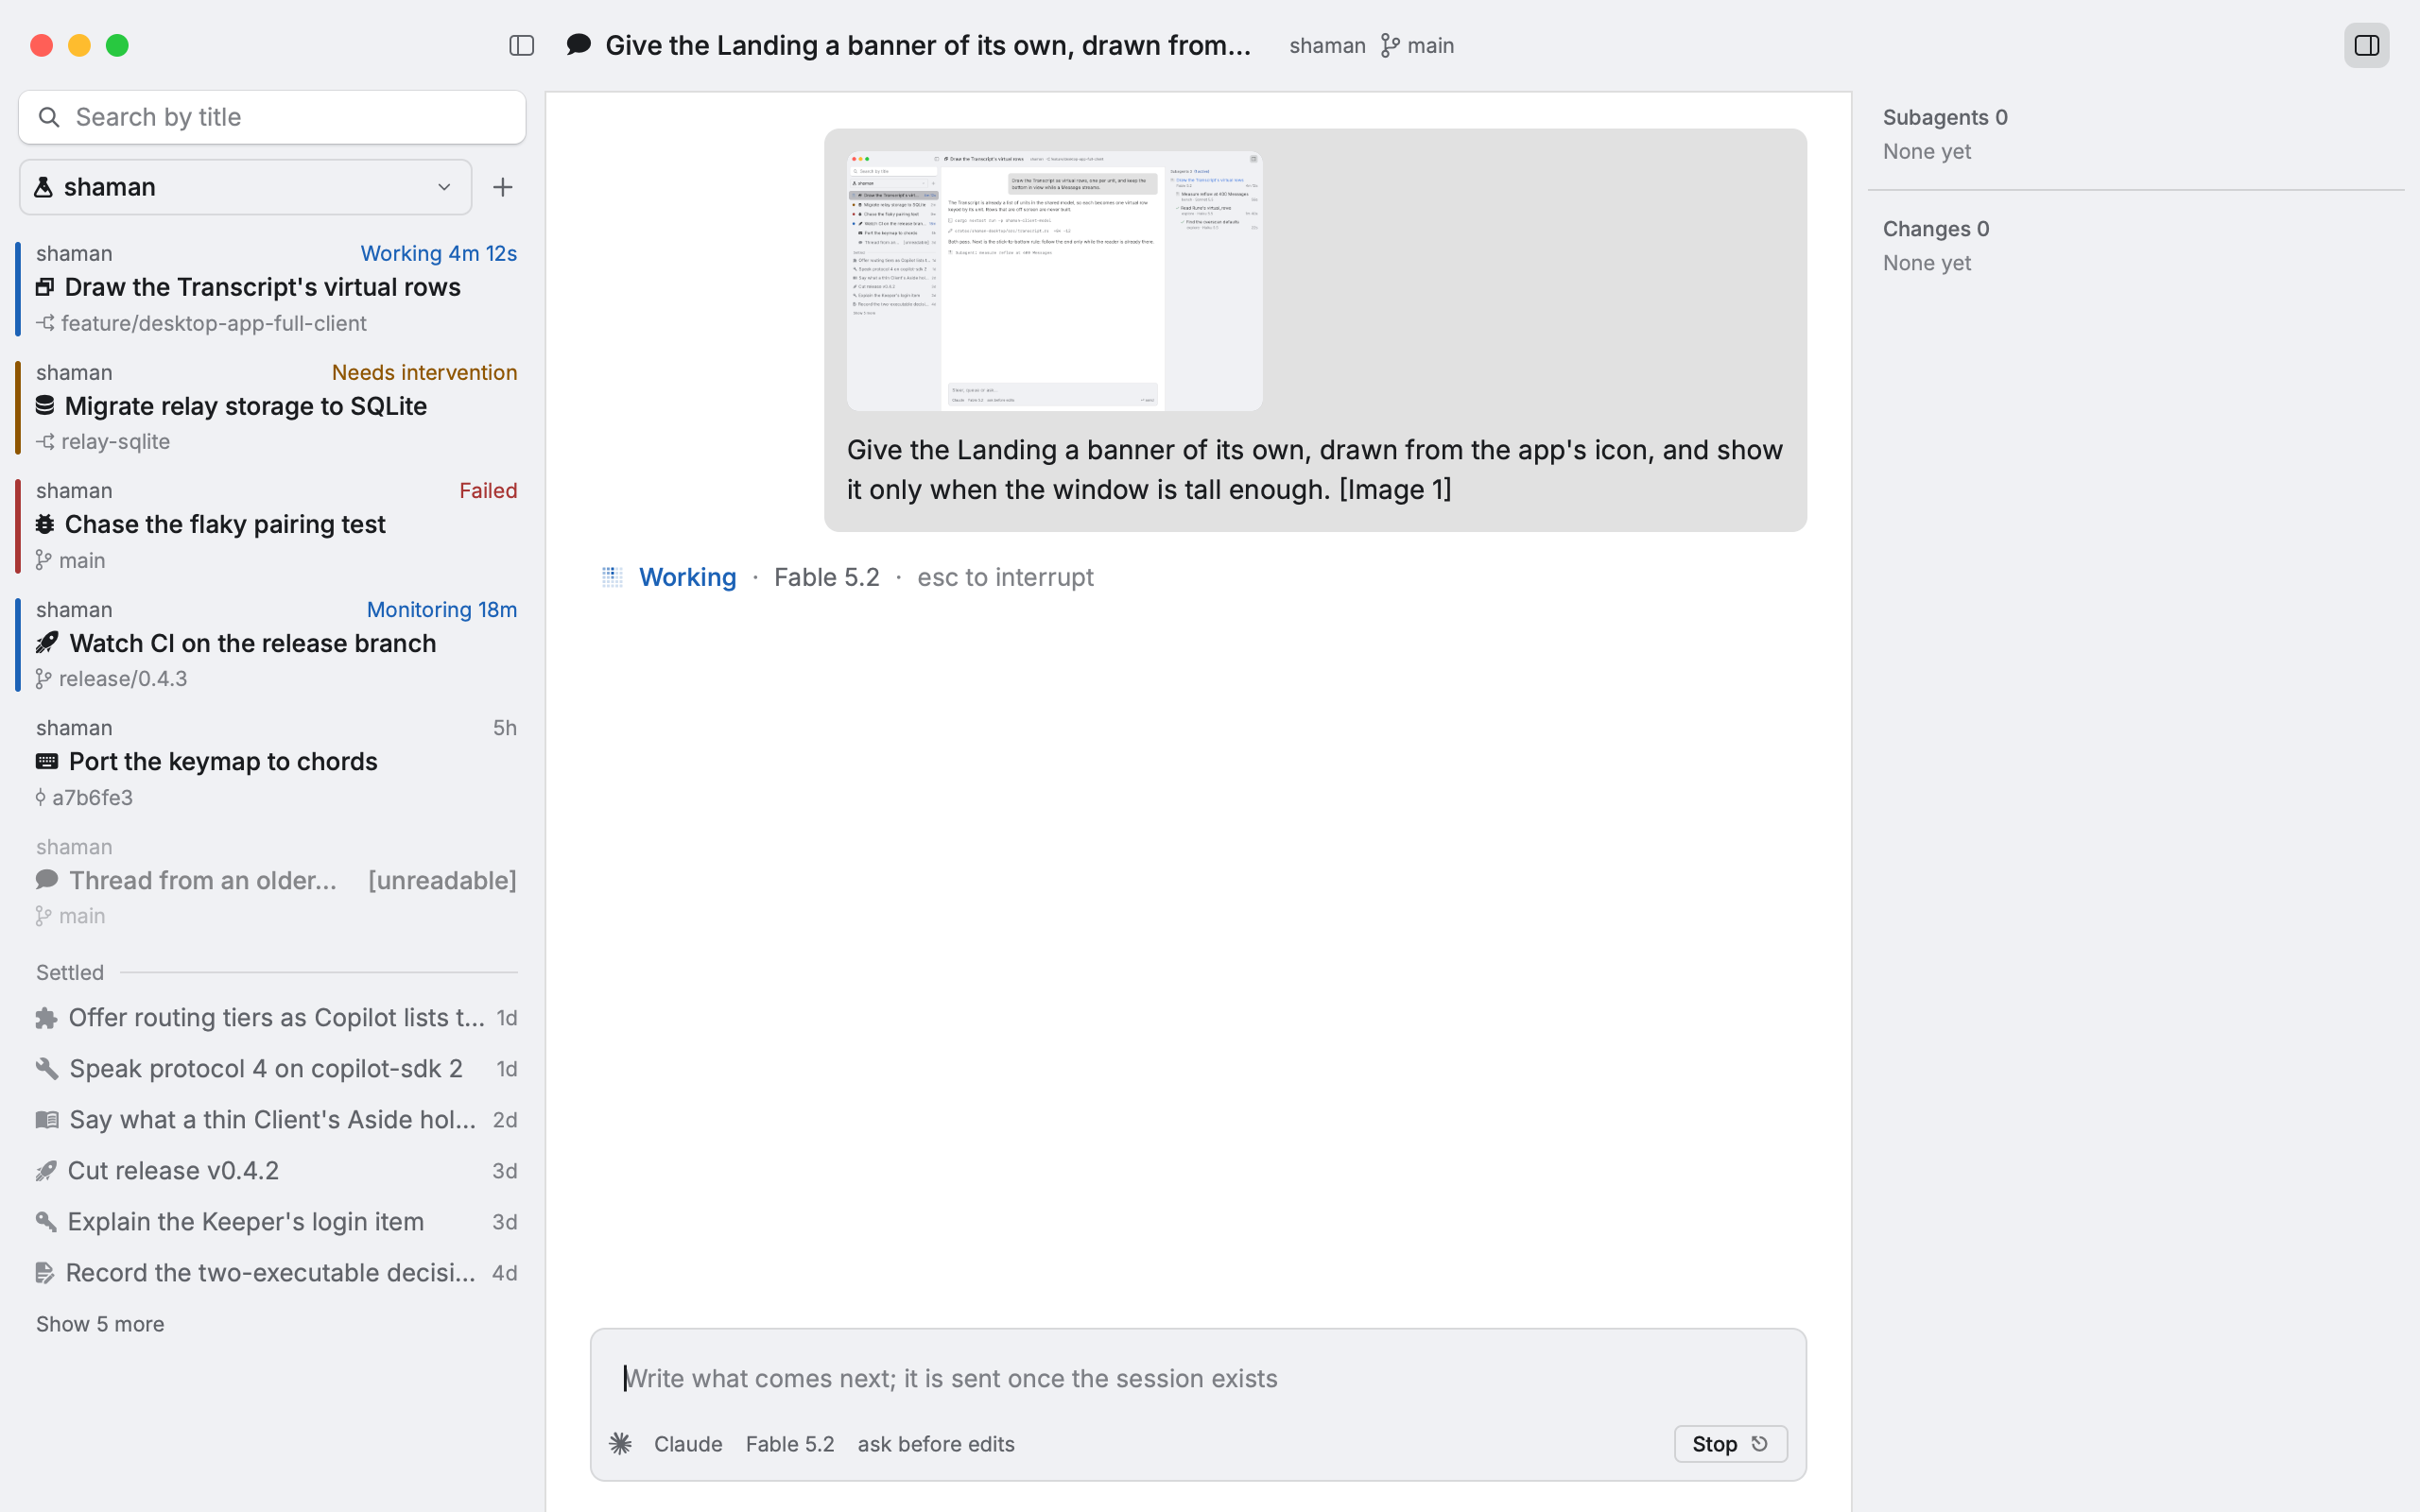 Give the Landing a banner of its own, drawn from...
shaman
main
Search by title
shaman
shaman
Working 4m 12s
Draw the Transcript's virtual rows
feature/desktop-app-full-client
shaman
Needs intervention
Migrate relay storage to SQLite
relay-sqlite
shaman
Failed
Chase the flaky pairing test
main
shaman
Monitoring 18m
Watch CI on the release branch
release/0.4.3
shaman
5h
Port the keymap to chords
a7b6fe3
shaman
Thread from an older... [unreadable]
main
Settled
Offer routing tiers as Copilot lists t... 1d
Speak protocol 4 on copilot-sdk 2 1d
Say what a thin Client's Aside hol... 2d
Cut release v0.4.2 3d
Explain the Keeper's login item 3d
Record the two-executable decisi... 4d
Show 5 more
Give the Landing a banner of its own, drawn from the app's icon, and show
it only when the window is tall enough. [Image 1]
Working · Fable 5.2 · esc to interrupt
Write what comes next; it is sent once the session exists
Claude Fable 5.2 ask before edits
Stop
Subagents 0
None yet
Changes 0
None yet